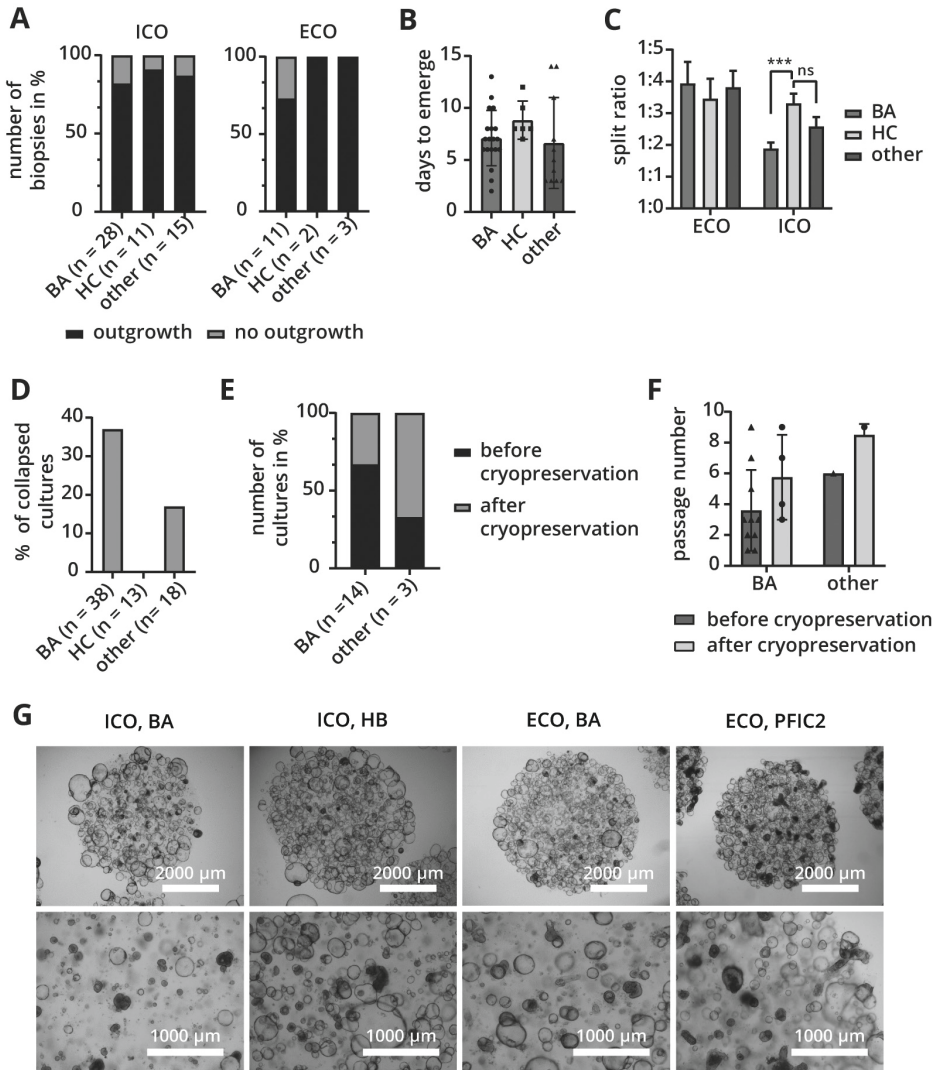 A
ICO
ECO
number of
biopsies in %
100
50
0
100
50
0
BA (n = 28)
HC (n = 11)
other (n = 15)
BA (n = 11)
HC (n = 2)
other (n = 3)
outgrowth
no outgrowth
B
days to emerge
15
10
5
0
BA
HC
other
C
split ratio
1:5
1:4
1:3
1:2
1:1
1:0
***
ns
ECO
ICO
BA
HC
other
D
% of collapsed
cultures
40
30
20
10
0
BA (n = 38)
HC (n = 13)
other (n= 18)
E
number of
cultures in %
100
50
0
BA (n =14)
other (n = 3)
before
cryopreservation
after
cryopreservation
F
passage number
10
8
6
4
2
0
BA
other
before cryopreservation
after cryopreservation
G
ICO, BA
ICO, HB
ECO, BA
ECO, PFIC2
2000 µm
2000 µm
2000 µm
2000 µm
1000 µm
1000 µm
1000 µm
1000 µm